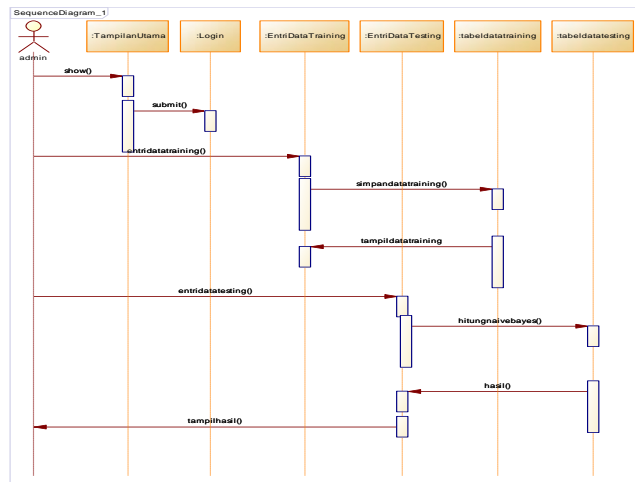 SequenceDiagram_1
:TampilanUtama
:Login
:EntriDataTraining
:EntriDataTesting
:tabeldatatraining
:tabeldatatesting
admin
show()
submit()
entridatatraining()
simpandatatraining()
tampildatatraining
entridatatesting()
hitungnaivebayes()
hasil()
tampilhasil()